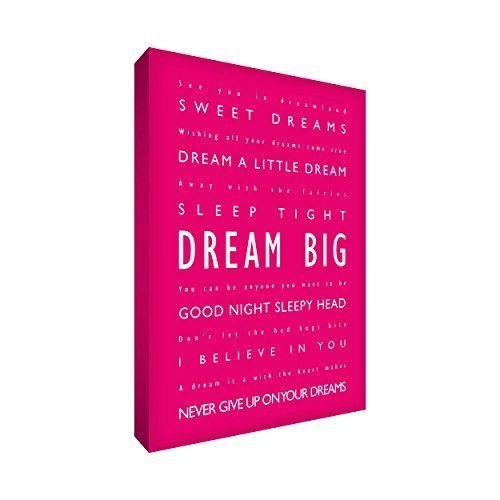 See you in dreamland
SWEET DREAMS
Wishing all your dreams come true
DREAM A LITTLE DREAM
Away with the fairies
SLEEP TIGHT
DREAM BIG
You can be anyone you want to be
GOOD NIGHT SLEEPY HEAD
Don't let the bed bugs bite
I BELIEVE IN YOU
A dream is a wish the heart makes
NEVER GIVE UP ON YOUR DREAMS